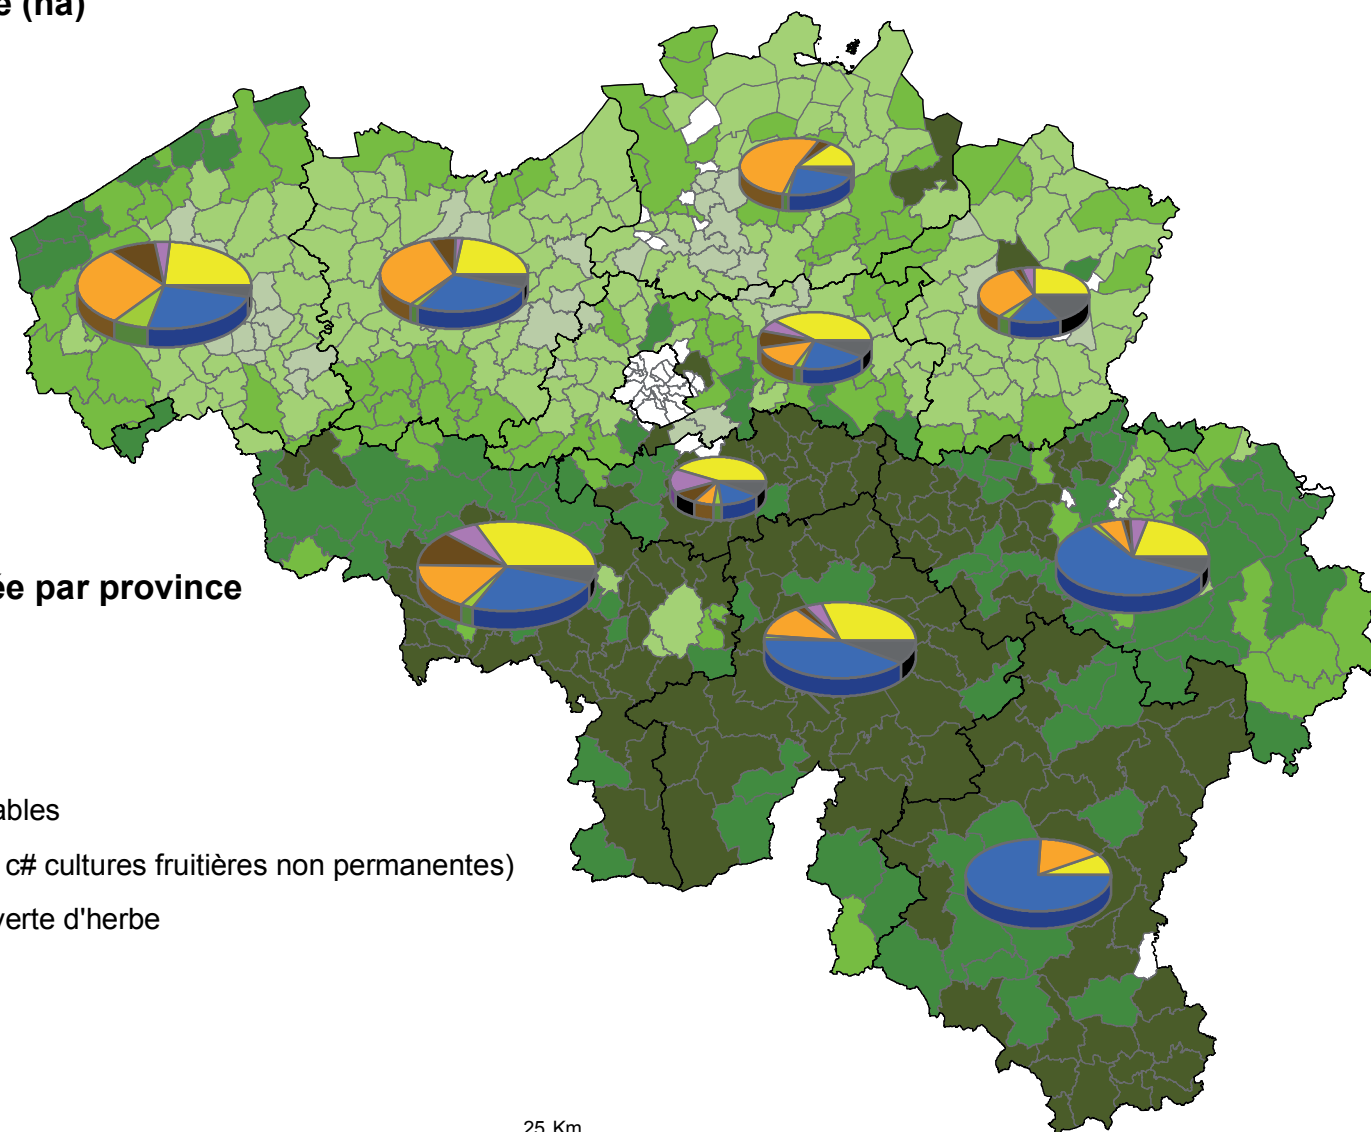 e (ha)
ée par province
ables
c# cultures fruitières non permanentes)
verte d'herbe
25 Km